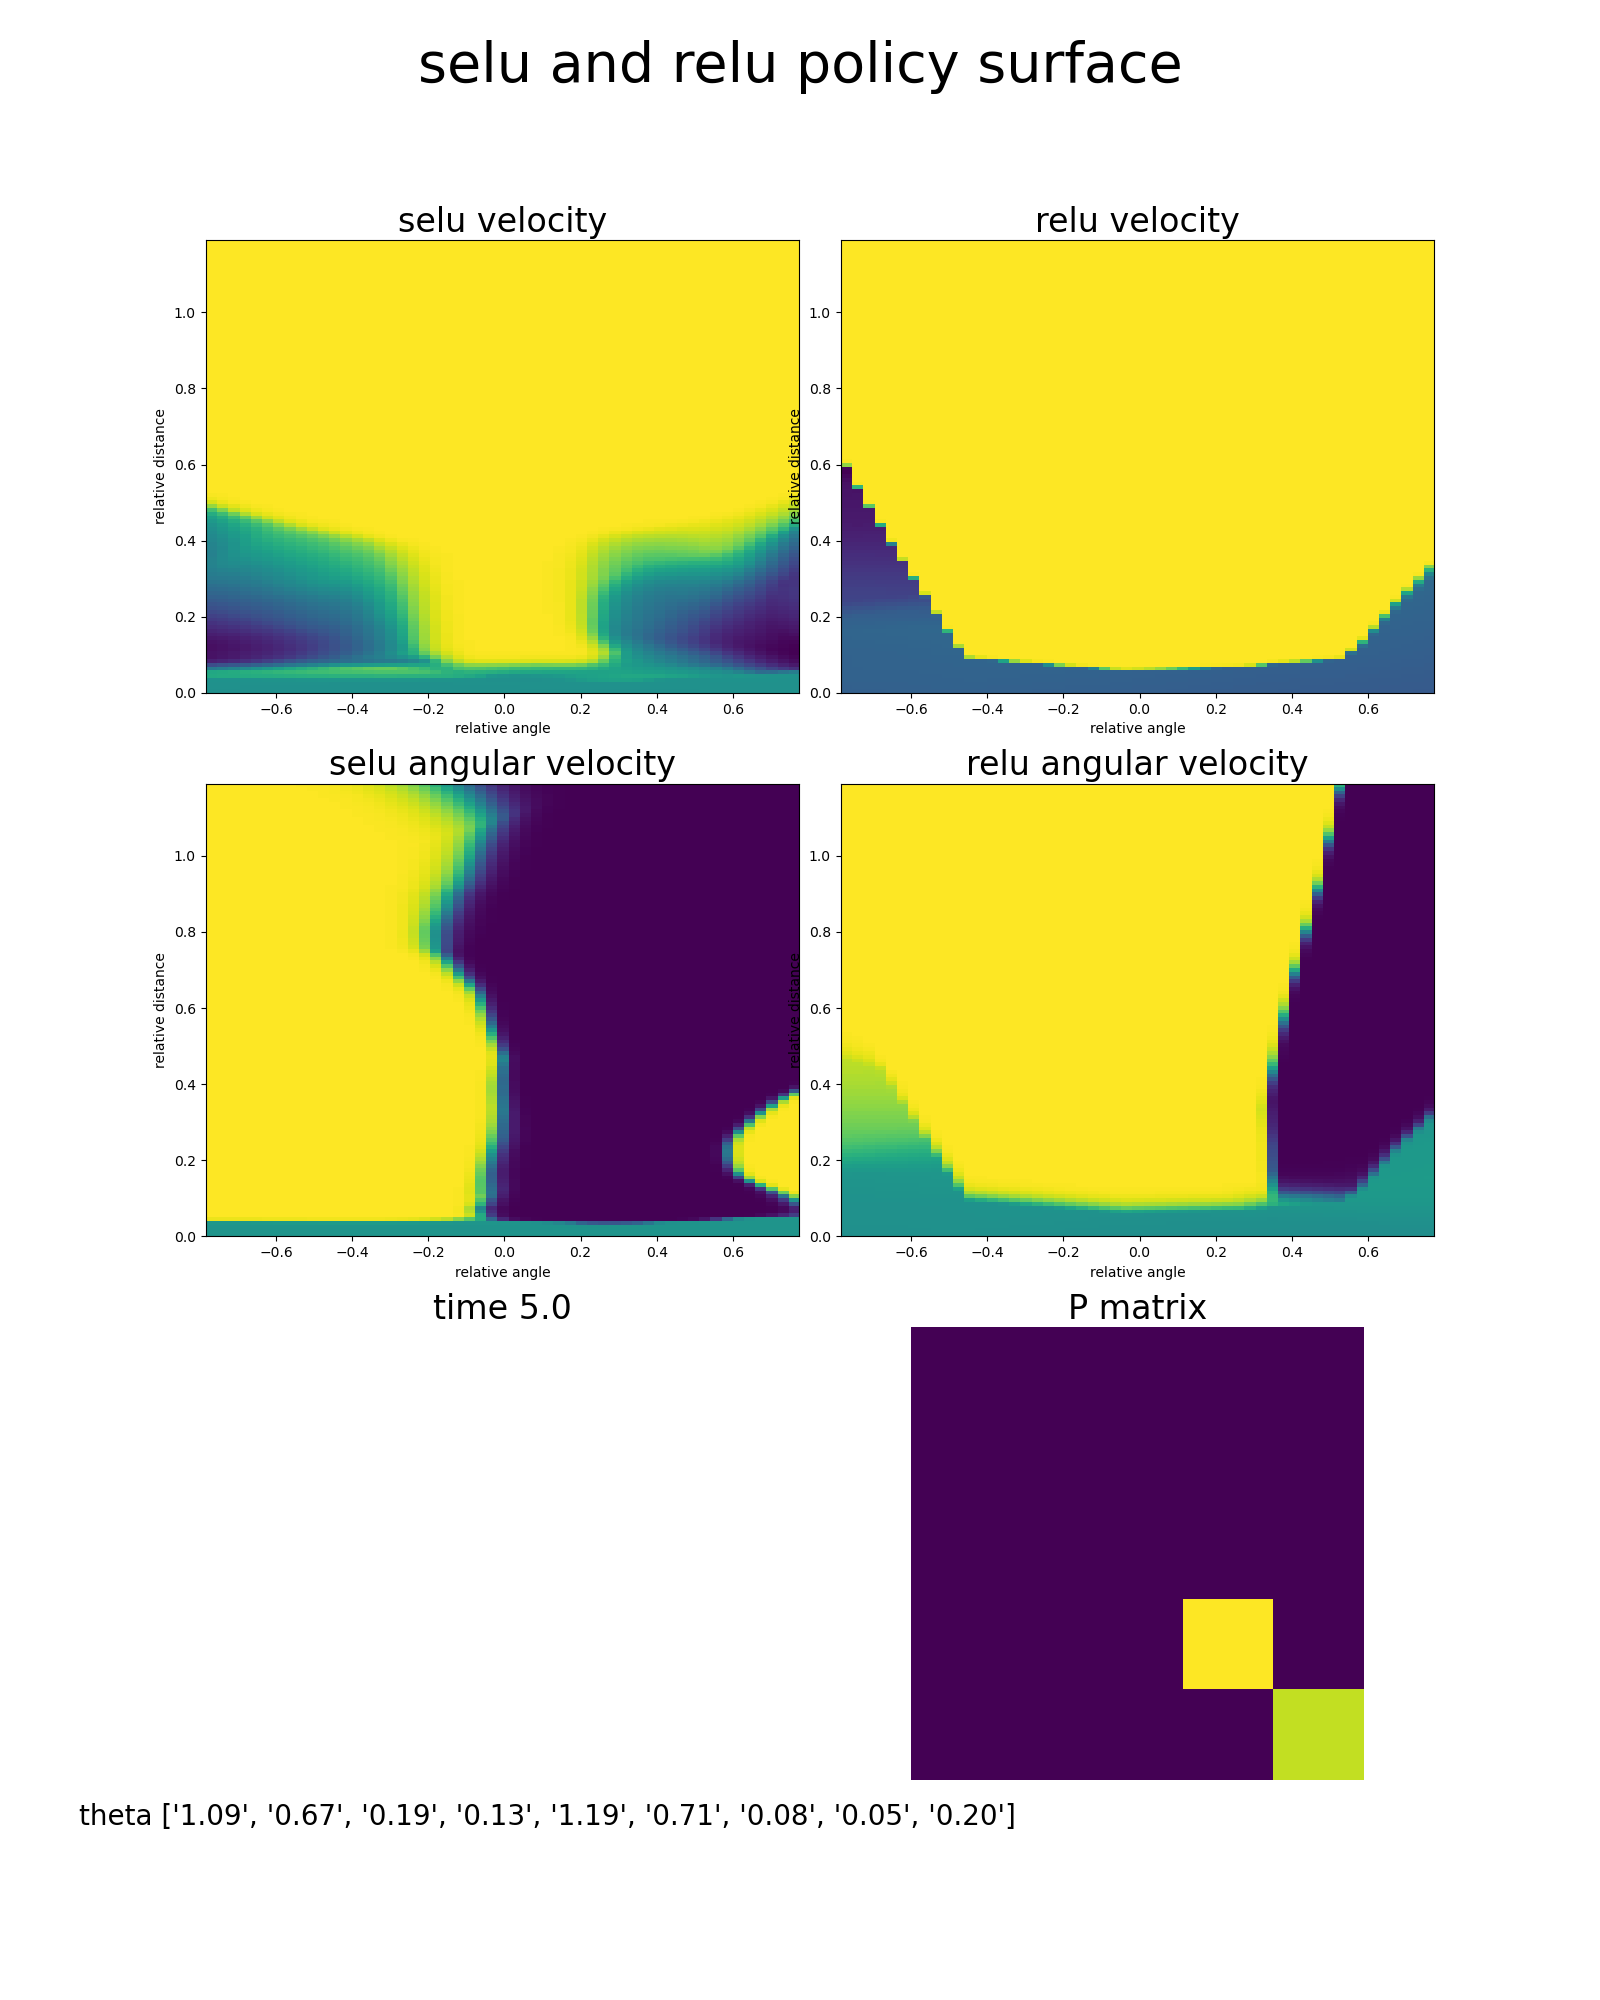 selu and relu policy surface
selu velocity
relu velocity
1.0
0.8
0.6
0.4
0.2
0.0
relative distance
−0.6 −0.4 −0.2 0.0 0.2 0.4 0.6
relative angle
1.0
0.8
0.6
0.4
0.2
0.0
relative distance
−0.6 −0.4 −0.2 0.0 0.2 0.4 0.6
relative angle
selu angular velocity
relu angular velocity
1.0
0.8
0.6
0.4
0.2
0.0
relative distance
−0.6 −0.4 −0.2 0.0 0.2 0.4 0.6
relative angle
1.0
0.8
0.6
0.4
0.2
0.0
relative distance
−0.6 −0.4 −0.2 0.0 0.2 0.4 0.6
relative angle
time 5.0
P matrix
theta ['1.09', '0.67', '0.19', '0.13', '1.19', '0.71', '0.08', '0.05', '0.20']